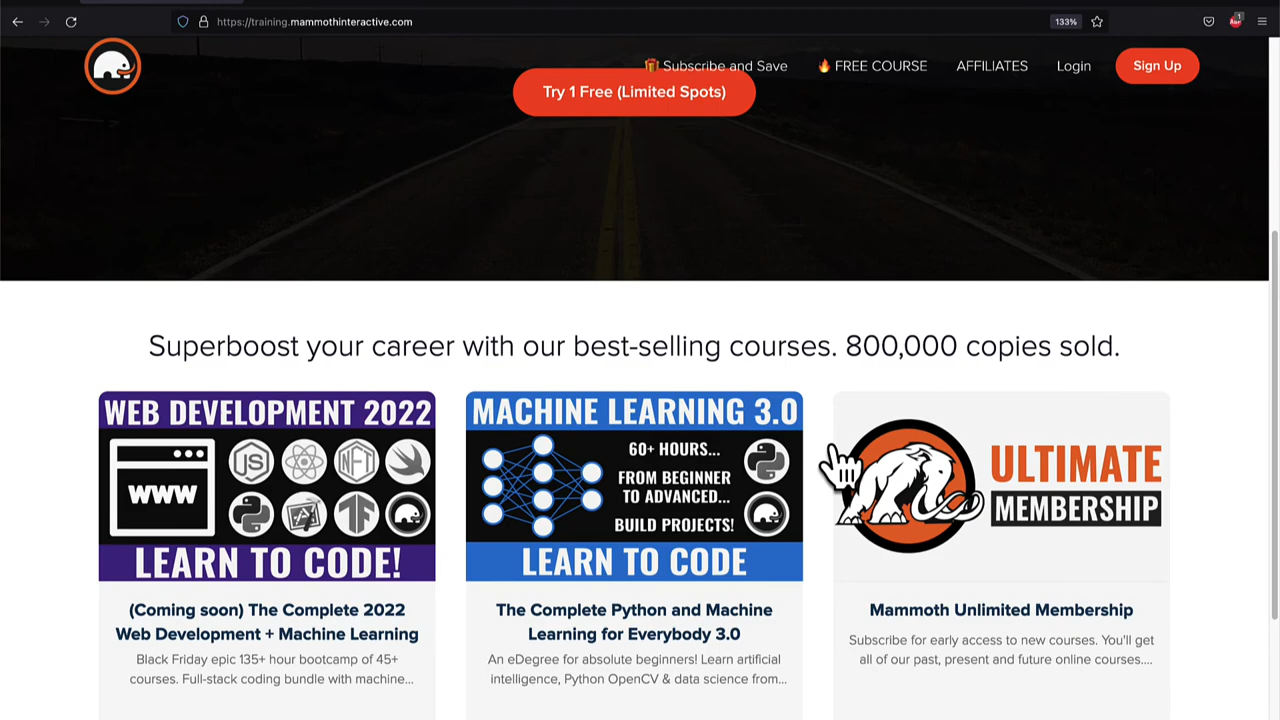 https://training.mammothinteractive.com
133%
1
🎁 Subscribe and Save
🔥 FREE COURSE
AFFILIATES
Login
Sign Up
Try 1 Free (Limited Spots)
Superboost your career with our best-selling courses. 800,000 copies sold.
WEB DEVELOPMENT 2022
WWW
JS
NFT
LEARN TO CODE!
(Coming soon) The Complete 2022
Web Development + Machine Learning
Black Friday epic 135+ hour bootcamp of 45+
courses. Full-stack coding bundle with machine...
MACHINE LEARNING 3.0
60+ HOURS...
FROM BEGINNER
TO ADVANCED...
BUILD PROJECTS!
LEARN TO CODE
The Complete Python and Machine
Learning for Everybody 3.0
An eDegree for absolute beginners! Learn artificial
intelligence, Python OpenCV & data science from...
ULTIMATE
MEMBERSHIP
Mammoth Unlimited Membership
Subscribe for early access to new courses. You'll get
all of our past, present and future online courses....